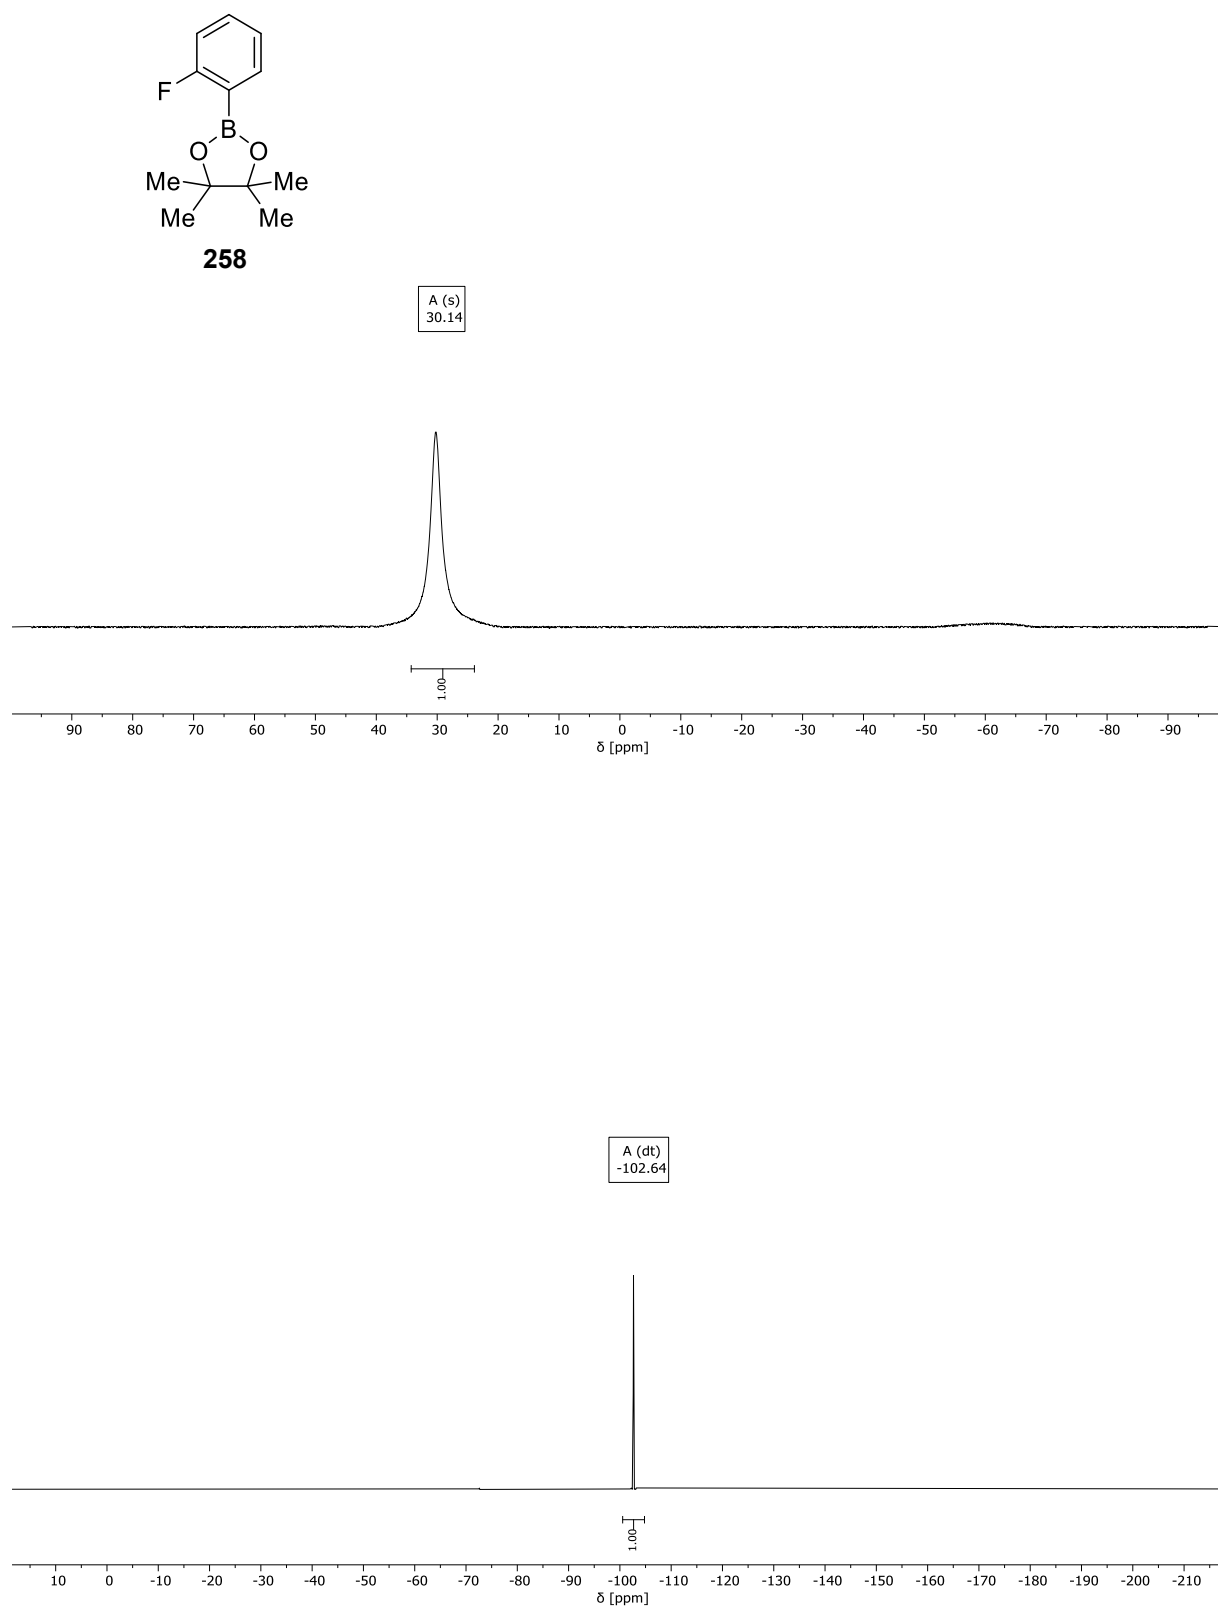 F
B
O O
Me Me
Me Me
258
A (s)
30.14
1.00
90 80 70 60 50 40 30 20 10 0 -10 -20 -30 -40 -50 -60 -70 -80 -90
δ [ppm]
A (dt)
-102.64
1.00
10 0 -10 -20 -30 -40 -50 -60 -70 -80 -90 -100 -110 -120 -130 -140 -150 -160 -170 -180 -190 -200 -210
δ [ppm]